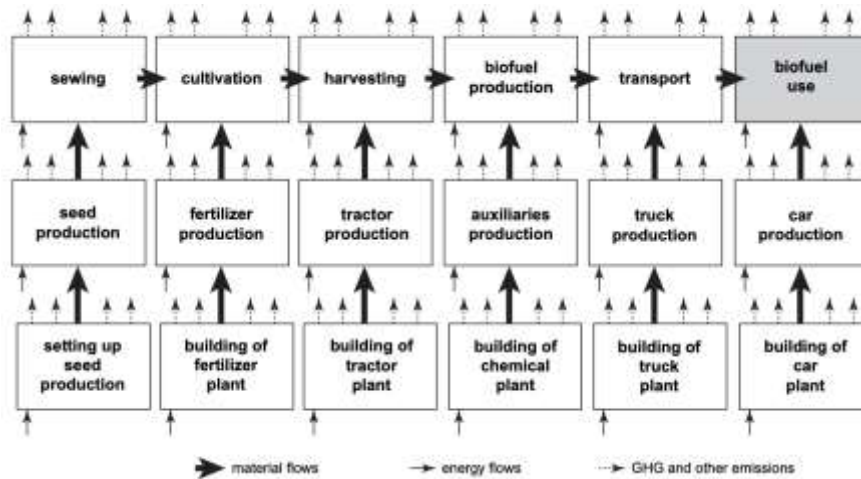 sewing
cultivation
harvesting
biofuel
production
transport
biofuel
use
seed
production
fertilizer
production
tractor
production
auxiliaries
production
truck
production
car
production
setting up
seed
production
building of
fertilizer
plant
building of
tractor
plant
building of
chemical
plant
building of
truck
plant
building of
car
plant
material flows
energy flows
GHG and other emissions